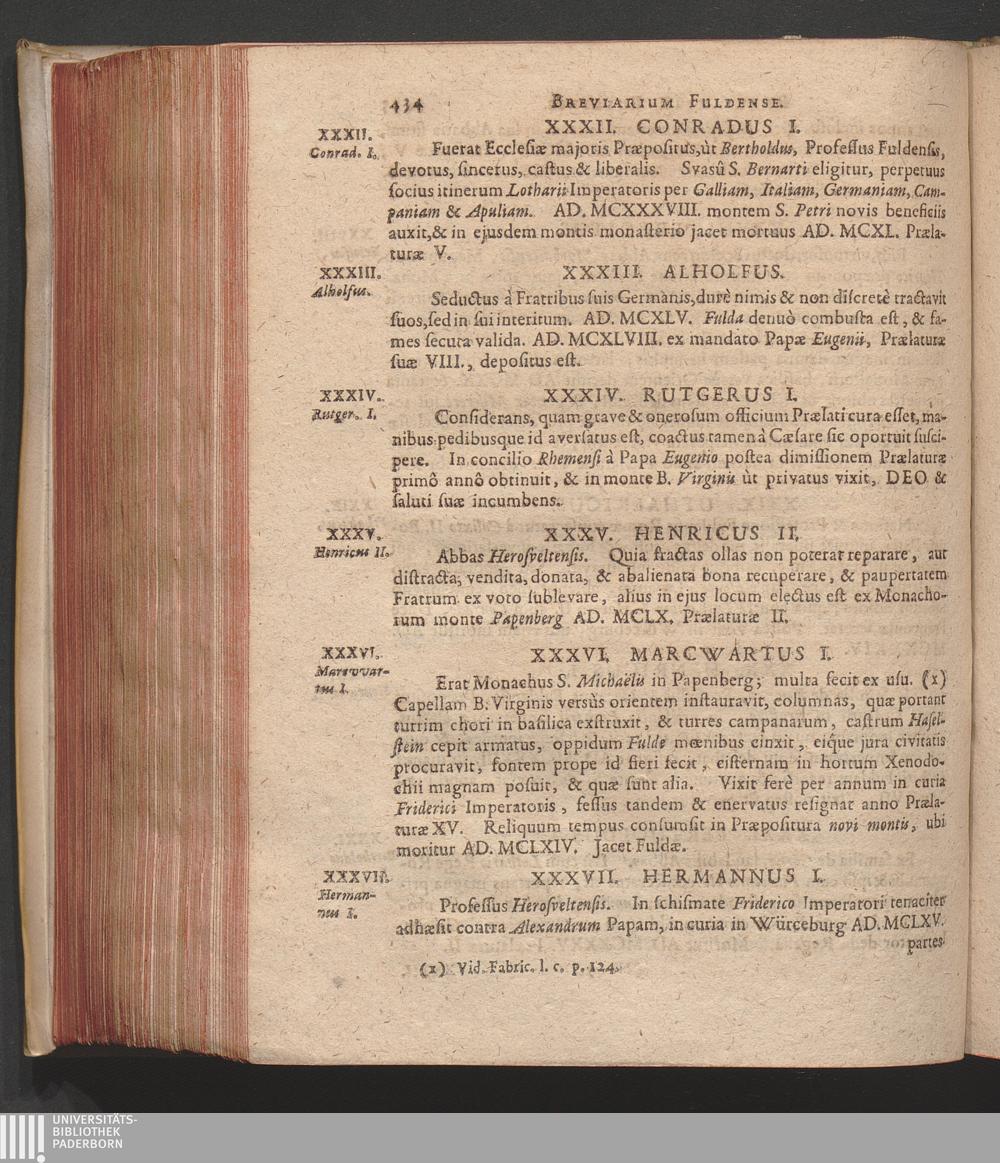 434 BREVIARIUM FULDENSE.
XXXII. CONRADUS I.
XXXII.
Conrad. I.
Fuerat Ecclesiæ majoris Præpositus, ùt Bertholdus, Professus Fuldensis,
devotus, sincerus, castus & liberalis. Svasû S. Bernarti eligitur, perpetuus
socius itinerum Lotharii Imperatoris per Galliam, Italiam, Germaniam, Cam-
paniam & Apuliam. AD. MCXXXVIII. montem S. Petri novis beneficiis
auxit, & in ejusdem montis monasterio jacet mortuus AD. MCXL. Præla-
turæ V.
XXXIII. ALHOLFUS.
XXXIII.
Alholfus.
Seductus à Fratribus suis Germanis, durè nimis & non discretè tractavit
suos, sed in sui interitum. AD. MCXLV. Fulda denuò combusta est, & fa-
mes secuta valida. AD. MCXLVIII. ex mandato Papæ Eugenii, Prælaturæ
suæ VIII., depositus est.
XXXIV. RUTGERUS I.
XXXIV.
Rutger. I.
Considerans, quam grave & onerosum officium Prælati cura esset, ma-
nibus pedibusque id aversatus est, coactus tamen à Cæsare sic oportuit susci-
pere. In concilio Rhemensi à Papa Eugenio postea dimissionem Prælaturæ
primô annô obtinuit, & in monte B. Virginis ùt privatus vixit, DEO &
saluti suæ incumbens.
XXXV. HENRICUS II.
XXXV.
Henricus II.
Abbas Herosveltensis. Quia fractas ollas non poterat reparare, aut
distracta, vendita, donata, & abalienata bona recuperare, & paupertatem
Fratrum ex voto sublevare, alius in ejus locum electus est ex Monacho-
rum monte Papenberg AD. MCLX. Prælaturæ II.
XXXVI. MARCWARTUS I.
XXXVI.
Marcvvar-
tus I.
Erat Monachus S. Michaëlis in Papenberg; multa fecit ex usu. (x)
Capellam B. Virginis versùs orientem instauravit, columnas, quæ portant
turrim chori in basilica exstruxit, & turres campanarum, castrum Hasel-
stein cepit armatus, oppidum Fulde mœnibus cinxit, eíque jura civitatis
procuravit, fontem prope id fieri fecit, cisternam in hortum Xenodo-
chii magnam posuit, & quæ sunt alia. Vixit ferè per annum in curia
Friderici Imperatoris, fessus tandem & enervatus resignat anno Præla-
turæ XV. Reliquum tempus consumsit in Præpositura novi montis, ubi
moritur AD. MCLXIV. Jacet Fuldæ.
XXXVII. HERMANNUS I.
XXXVII.
Herman-
nus I.
Professus Herosveltensis. In schismate Friderico Imperatori tenaciter
adhæsit contra Alexandrum Papam, in curia in Würceburg AD. MCLXV.
partes
(x) Vid. Fabric. l. c. p. 124.
UNIVERSITÄTS-
BIBLIOTHEK
PADERBORN